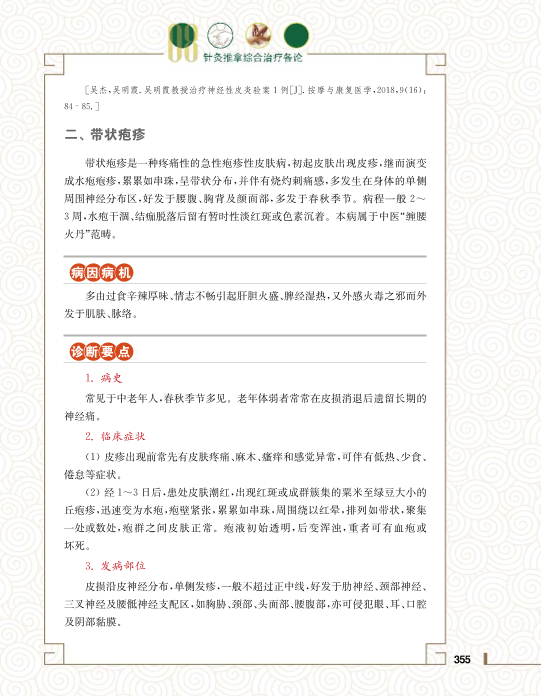 针灸推拿综合治疗备论
［吴杰,吴明霞.吴明霞教授治疗神经性皮炎验案1例[J].按摩与康复医学,2018,9(16):
84-85.］
二、带状疱疹
带状疱疹是一种疼痛性的急性疱疹性皮肤病,初起皮肤出现皮疹,继而演变
成水疱疱疹,累累如串珠,呈带状分布,并伴有烧灼刺痛感,多发生在身体的单侧
周围神经分布区,好发于腰腹、胸背及颜面部,多发于春秋季节。病程一般2～
3周,水疱干涸、结痂脱落后留有暂时性淡红斑或色素沉着。本病属于中医“缠腰
火丹”范畴。
病因病机
多由过食辛辣厚味、情志不畅引起肝胆火盛、脾经湿热,又外感火毒之邪而外
发于肌肤、脉络。
诊断要点
1. 病史
常见于中老年人,春秋季节多见。老年体弱者常常在皮损消退后遗留长期的
神经痛。
2. 临床症状
(1) 皮疹出现前常先有皮肤疼痛、麻木、瘙痒和感觉异常,可伴有低热、少食、
倦怠等症状。
(2) 经1～3日后,患处皮肤潮红,出现红斑或成群簇集的粟米至绿豆大小的
丘疱疹,迅速变为水疱,疱壁紧张,累累如串珠,周围绕以红晕,排列如带状,聚集
一处或数处,疱群之间皮肤正常。疱液初始透明,后变浑浊,重者可有血疱或
坏死。
3. 发病部位
皮损沿皮神经分布,单侧发疹,一般不超过正中线,好发于肋神经、颈部神经、
三叉神经及腰骶神经支配区,如胸胁、颈部、头面部、腰腹部,亦可侵犯眼、耳、口腔
及阴部黏膜。
355